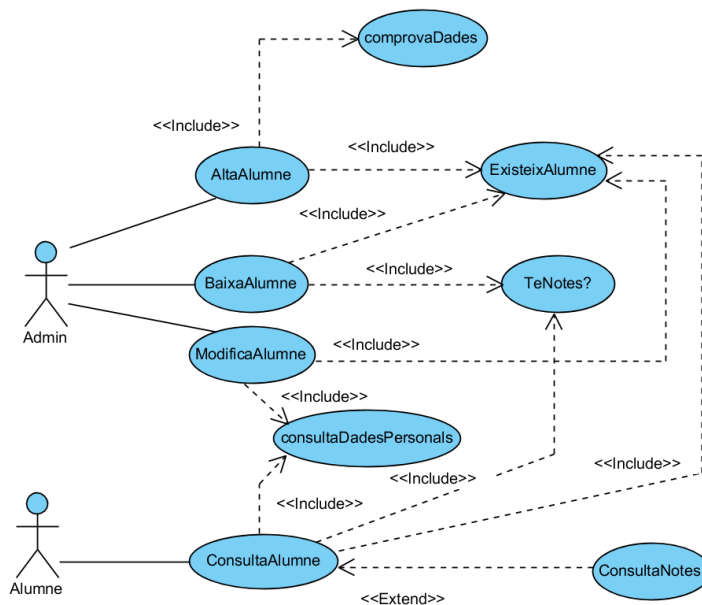 comprovaDades
<<Include>>
AltaAlumne
<<Include>>
ExisteixAlumne
<<Include>>
Admin
BaixaAlumne
<<Include>>
TeNotes?
ModificaAlumne
<<Include>>
<<Include>>
consultaDadesPersonals
<<Include>>
<<Include>>
<<Include>>
Alumne
ConsultaAlumne
ConsultaNotes
<<Extend>>